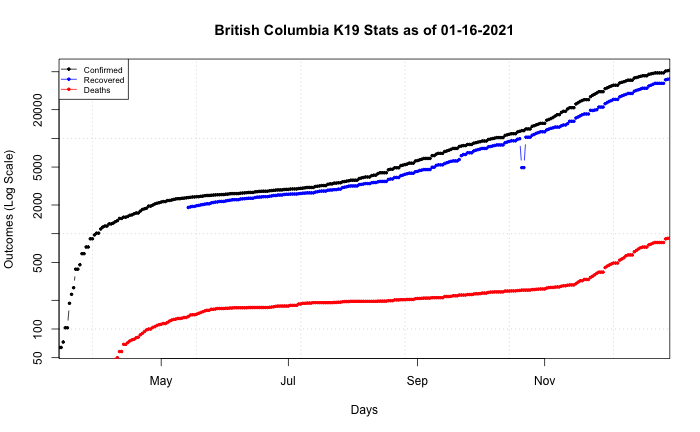 British Columbia K19 Stats as of 01-16-2021
Confirmed
Recovered
Deaths
Outcomes (Log Scale)
20000
5000
2000
500
100
50
May Jul Sep Nov
Days